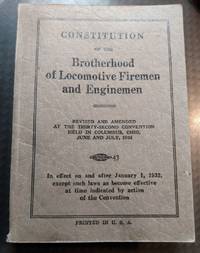 CONSTITUTION
OF THE
Brotherhood
of Locomotive Firemen
and Enginemen
REVISED AND AMENDED
AT THE THIRTY-SECOND CONVENTION
HELD IN COLUMBUS, OHIO,
JUNE AND JULY, 1931
43
In effect on and after January 1, 1932,
except such laws as become effective
at time indicated by action
of the Convention
PRINTED IN U. S. A.